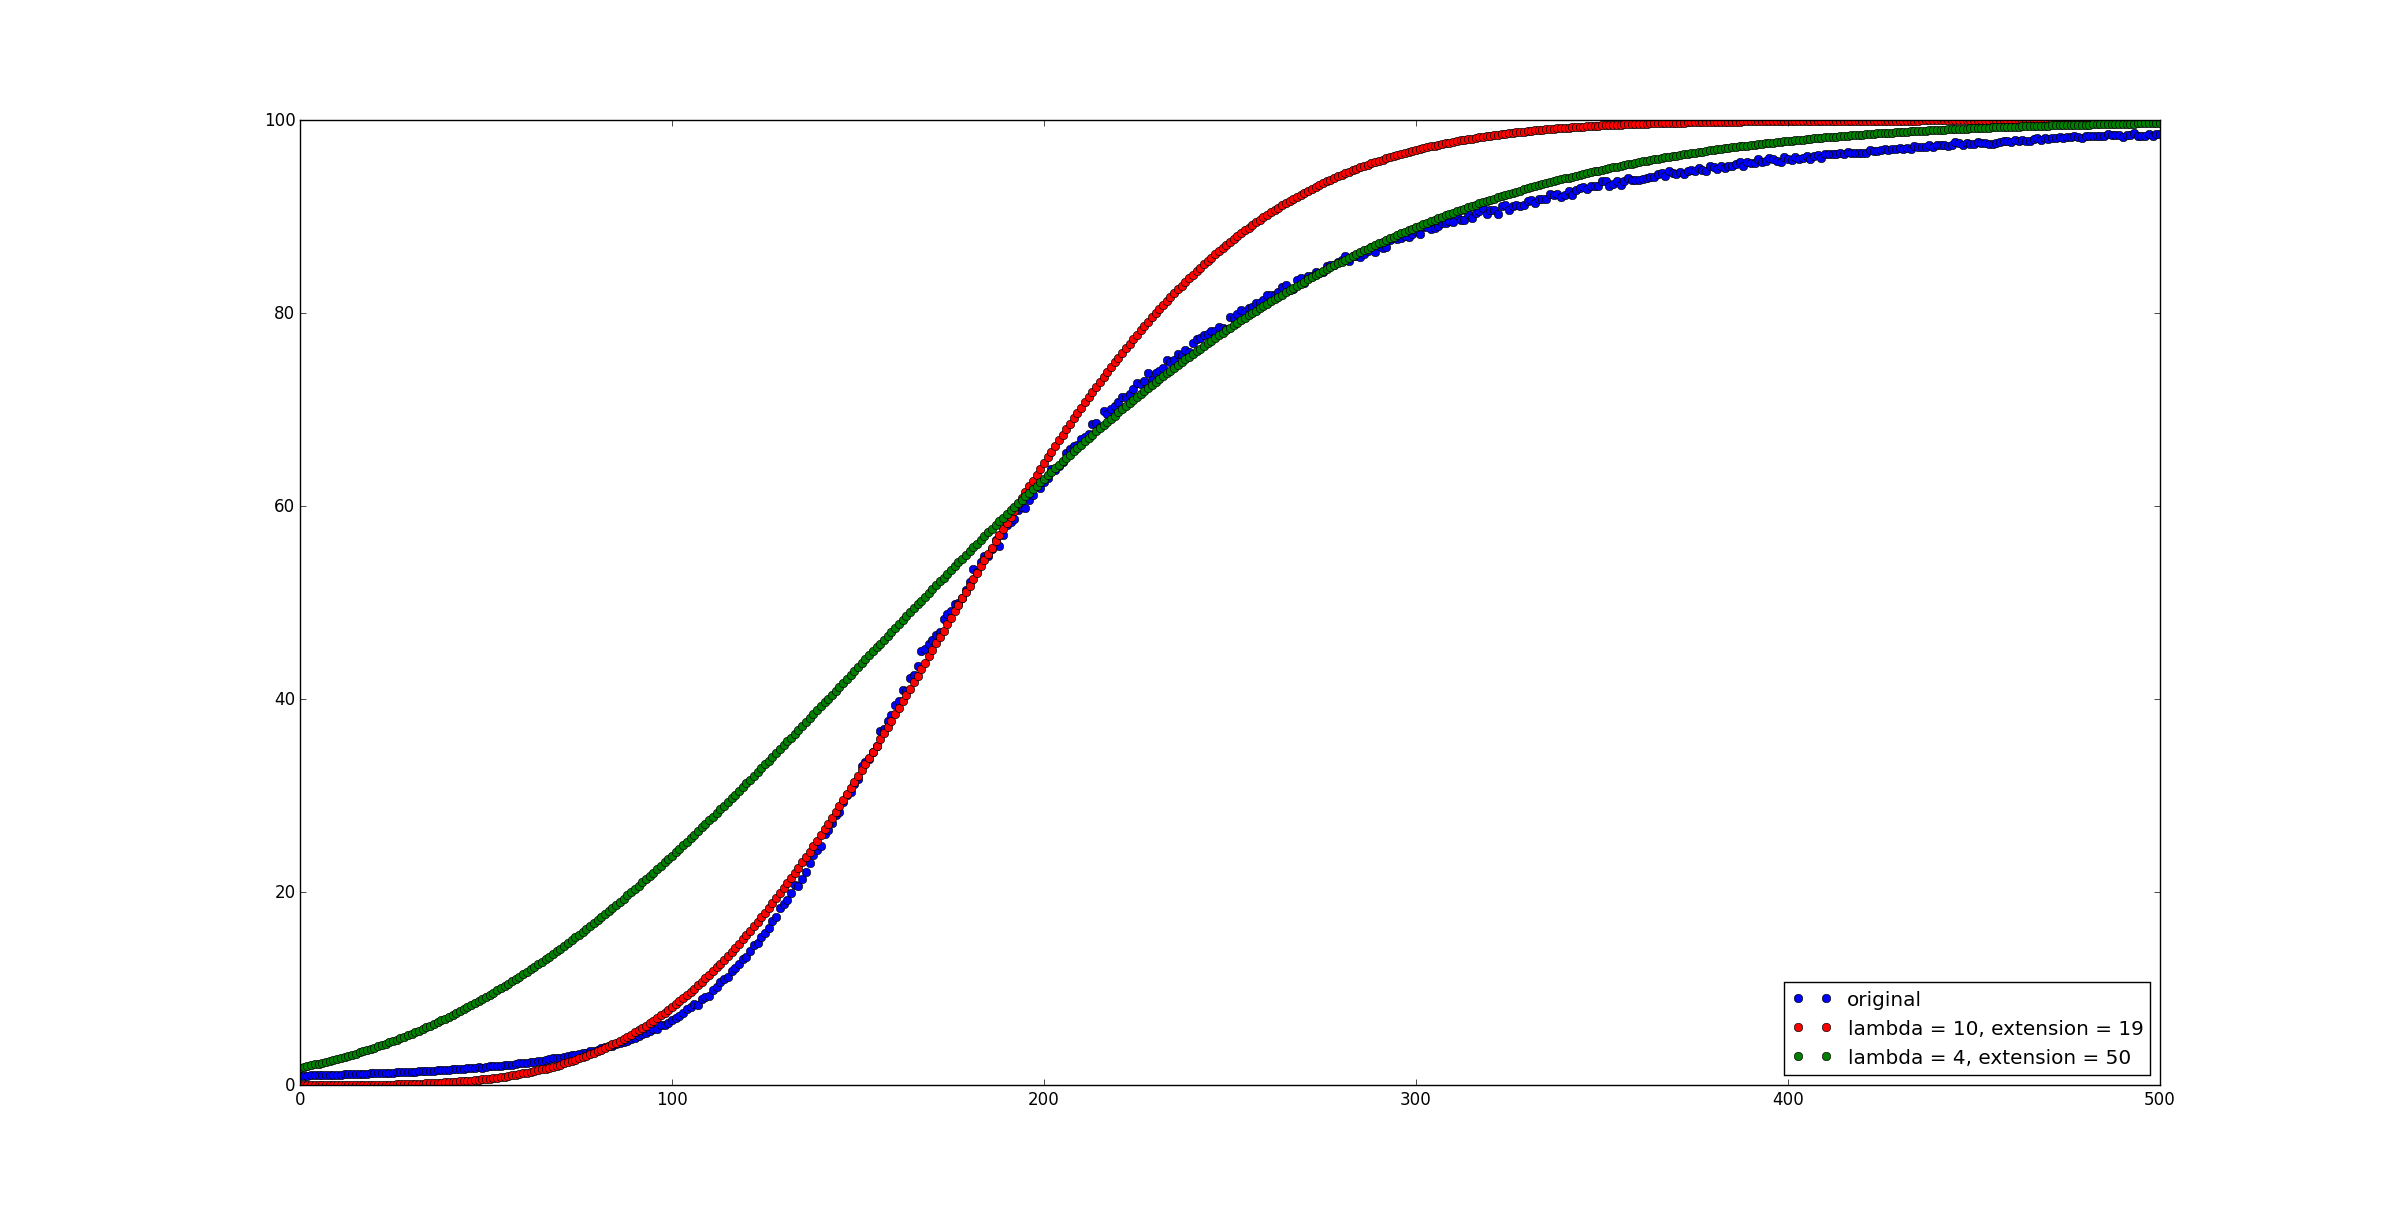 100
80
60
40
20
0
0 100 200 300 400 500
original
lambda = 10, extension = 19
lambda = 4, extension = 50